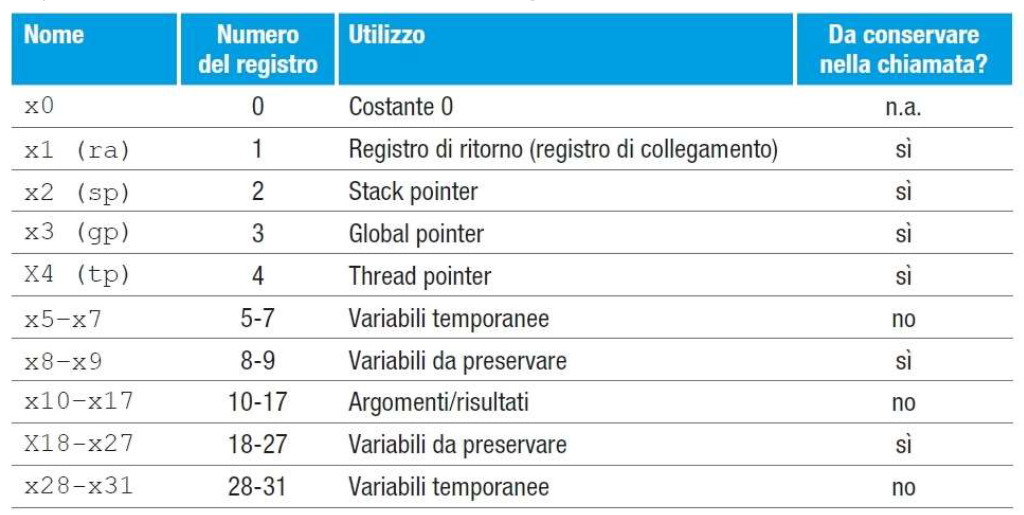 Nome Numero del registro Utilizzo Da conservare nella chiamata?
x0 0 Costante 0 n.a.
x1 (ra) 1 Registro di ritorno (registro di collegamento) sì
x2 (sp) 2 Stack pointer sì
x3 (gp) 3 Global pointer sì
X4 (tp) 4 Thread pointer sì
x5-x7 5-7 Variabili temporanee no
x8-x9 8-9 Variabili da preservare sì
x10-x17 10-17 Argomenti/risultati no
X18-x27 18-27 Variabili da preservare sì
x28-x31 28-31 Variabili temporanee no